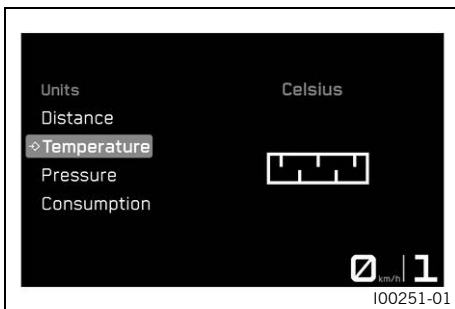 Units
Celsius
Distance
Temperature
Pressure
Consumption
0 km/h 1
I00251-01